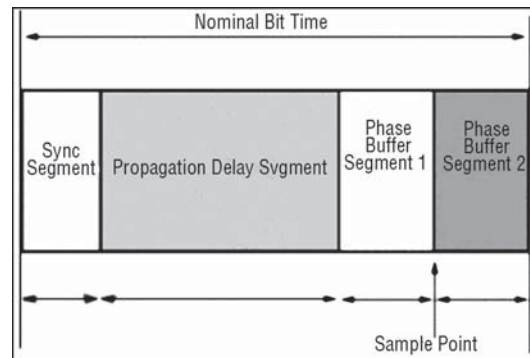 Nominal Bit Time
Sync
Segment
Propagation Delay Svgment
Phase
Buffer
Segment 1
Phase
Buffer
Segment 2
Sample Point